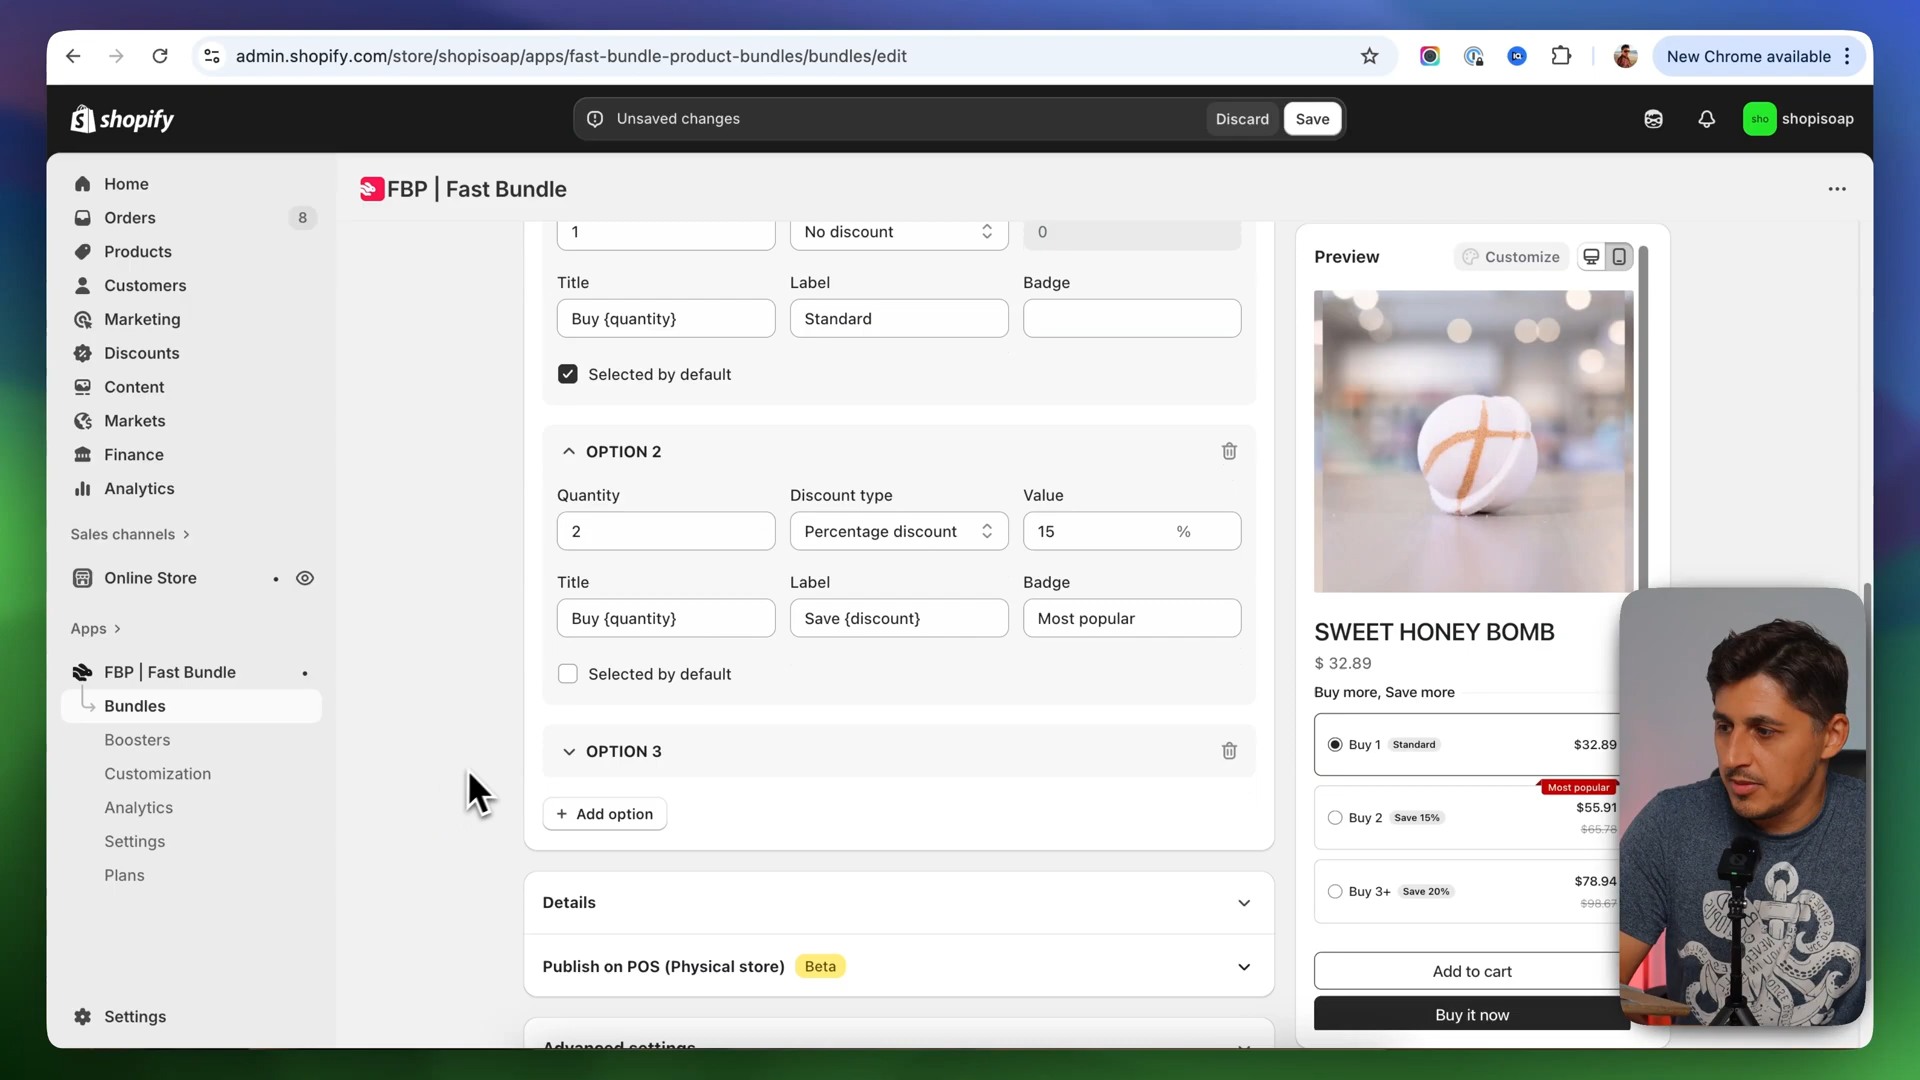 admin.shopify.com/store/shopisoap/apps/fast-bundle-product-bundles/bundles/edit
New Chrome available
shopify
Unsaved changes
Discard
Save
sho
shopisoap
Home
Orders
8
Products
Customers
Marketing
Discounts
Content
Markets
Finance
Analytics
Sales channels
Online Store
Apps
FBP | Fast Bundle
Bundles
Boosters
Customization
Analytics
Settings
Plans
Settings
FBP | Fast Bundle
1
No discount
0
Title
Label
Badge
Buy {quantity}
Standard
Selected by default
OPTION 2
Quantity
Discount type
Value
2
Percentage discount
15
%
Title
Label
Badge
Buy {quantity}
Save {discount}
Most popular
Selected by default
OPTION 3
+ Add option
Details
Publish on POS (Physical store)
Beta
Advanced settings
Preview
Customize
SWEET HONEY BOMB
$ 32.89
Buy more, Save more
Buy 1
Standard
$32.89
Most popular
Buy 2
Save 15%
$55.91
$65.78
Buy 3+
Save 20%
$78.94
$98.67
Add to cart
Buy it now